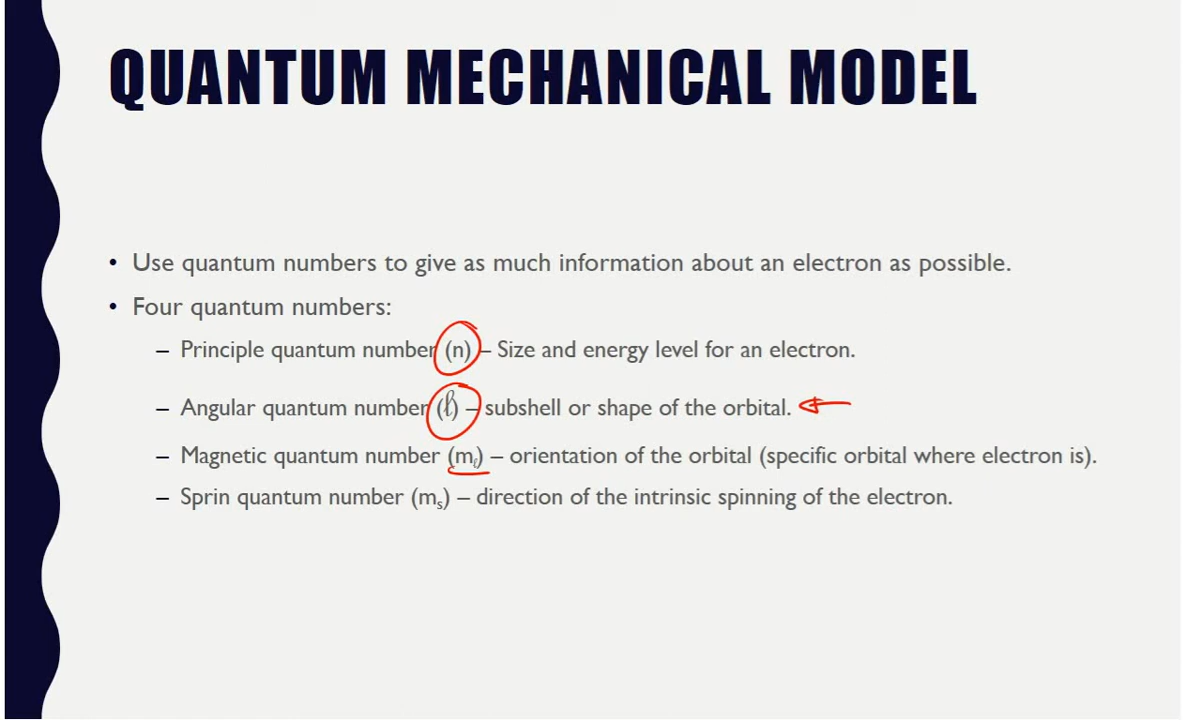 QUANTUM MECHANICAL MODEL
• Use quantum numbers to give as much information about an electron as possible.
• Four quantum numbers:
– Principle quantum number (n) – Size and energy level for an electron.
– Angular quantum number (ℓ) – subshell or shape of the orbital.
– Magnetic quantum number (mℓ) – orientation of the orbital (specific orbital where electron is).
– Sprin quantum number (ms) – direction of the intrinsic spinning of the electron.